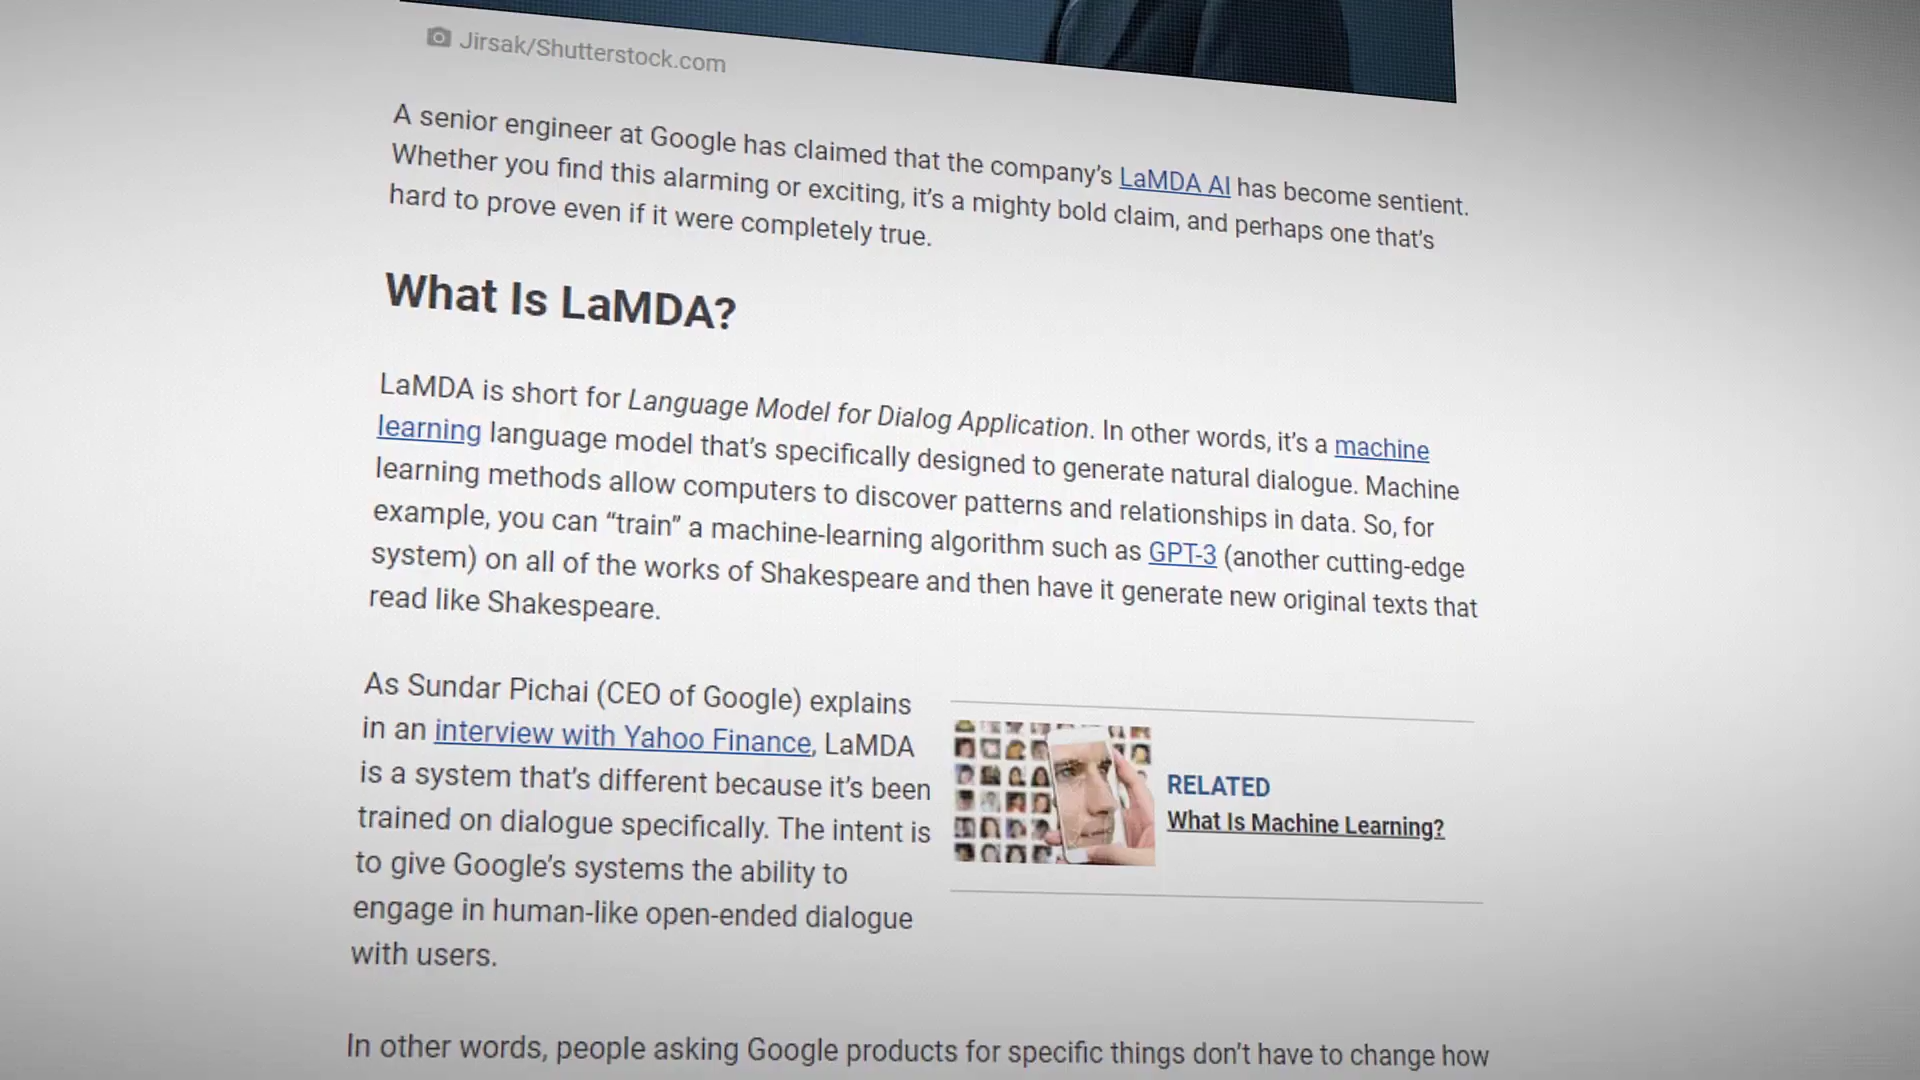 Jirsak/Shutterstock.com
A senior engineer at Google has claimed that the company's LaMDA AI has become sentient.
Whether you find this alarming or exciting, it's a mighty bold claim, and perhaps one that's
hard to prove even if it were completely true.
What Is LaMDA?
LaMDA is short for Language Model for Dialog Application. In other words, it's a machine
learning language model that's specifically designed to generate natural dialogue. Machine
learning methods allow computers to discover patterns and relationships in data. So, for
example, you can “train” a machine-learning algorithm such as GPT-3 (another cutting-edge
system) on all of the works of Shakespeare and then have it generate new original texts that
read like Shakespeare.
As Sundar Pichai (CEO of Google) explains
in an interview with Yahoo Finance, LaMDA
is a system that's different because it's been
trained on dialogue specifically. The intent is
to give Google's systems the ability to
engage in human-like open-ended dialogue
with users.
RELATED
What Is Machine Learning?
In other words, people asking Google products for specific things don't have to change how